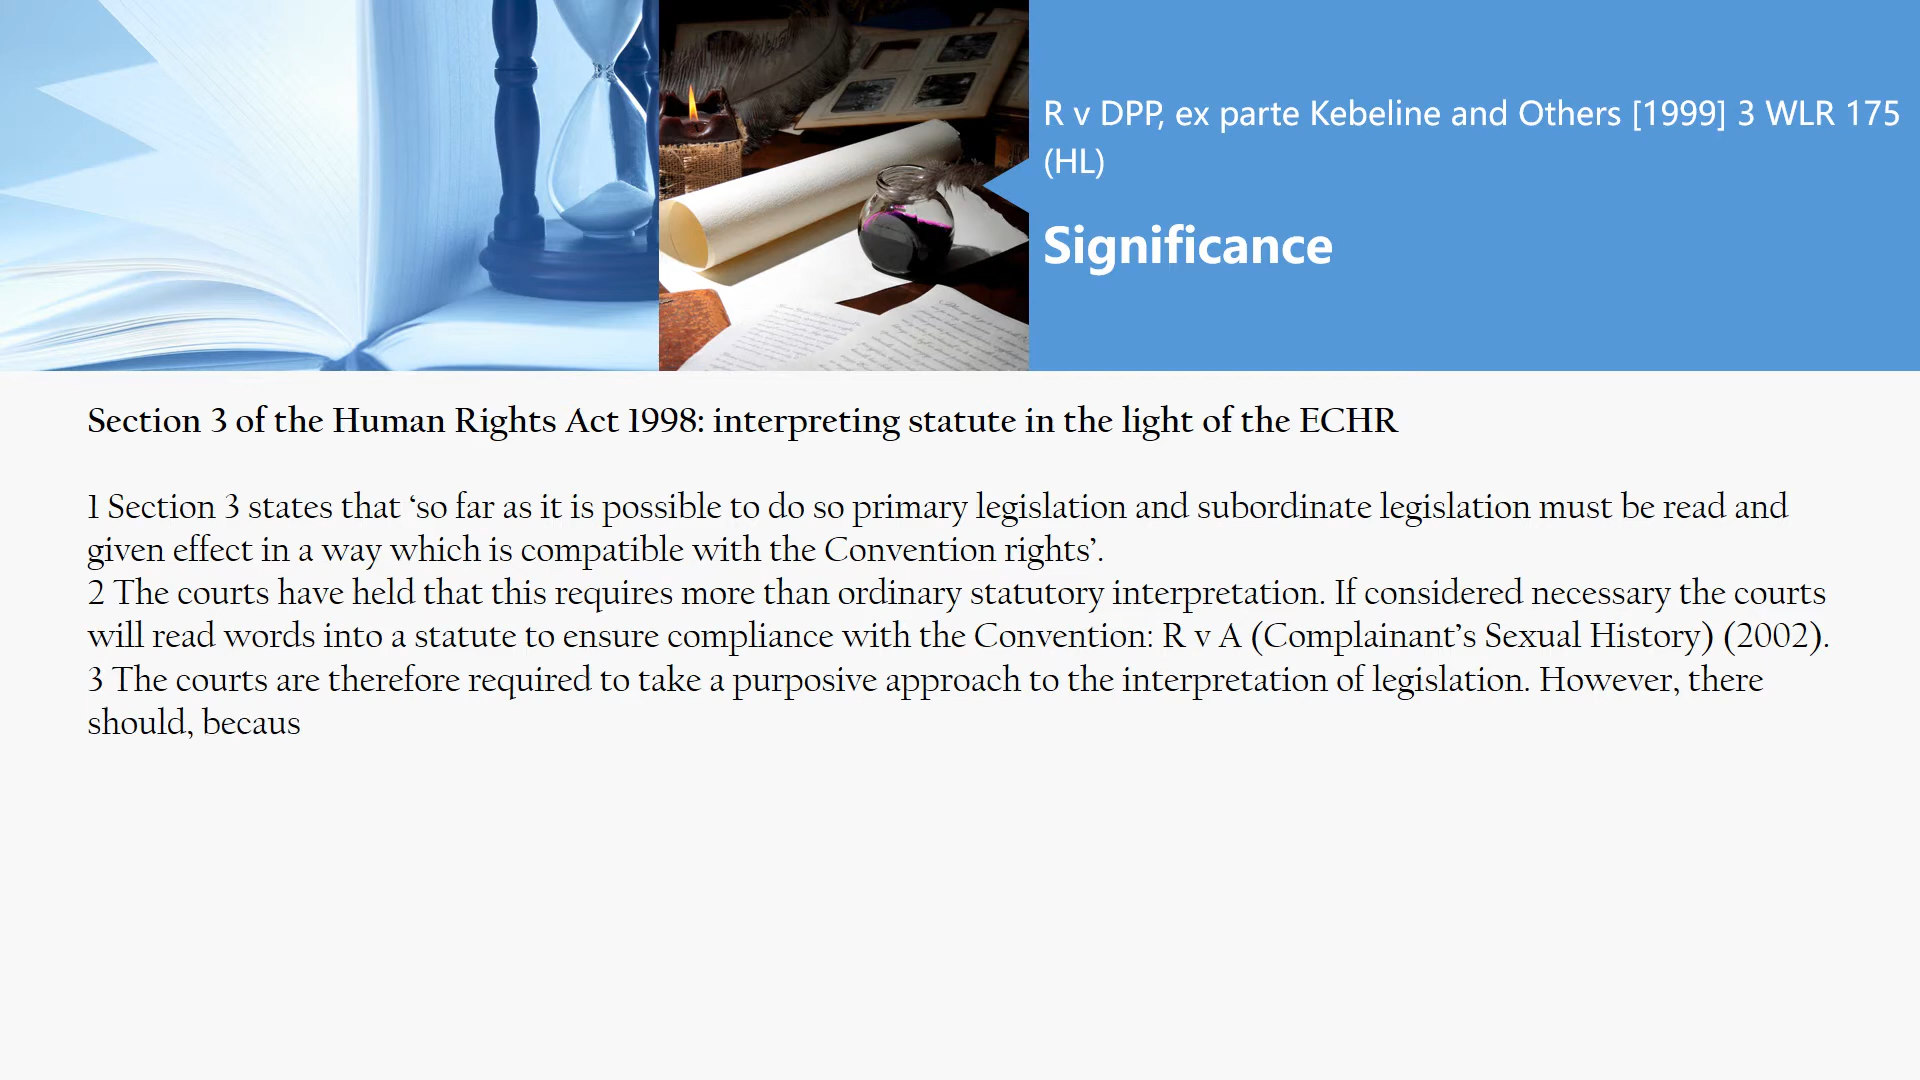 R v DPP, ex parte Kebeline and Others [1999] 3 WLR 175
(HL)
Significance
Section 3 of the Human Rights Act 1998: interpreting statute in the light of the ECHR
1 Section 3 states that ‘so far as it is possible to do so primary legislation and subordinate legislation must be read and
given effect in a way which is compatible with the Convention rights’.
2 The courts have held that this requires more than ordinary statutory interpretation. If considered necessary the courts
will read words into a statute to ensure compliance with the Convention: R v A (Complainant’s Sexual History) (2002).
3 The courts are therefore required to take a purposive approach to the interpretation of legislation. However, there
should, becaus